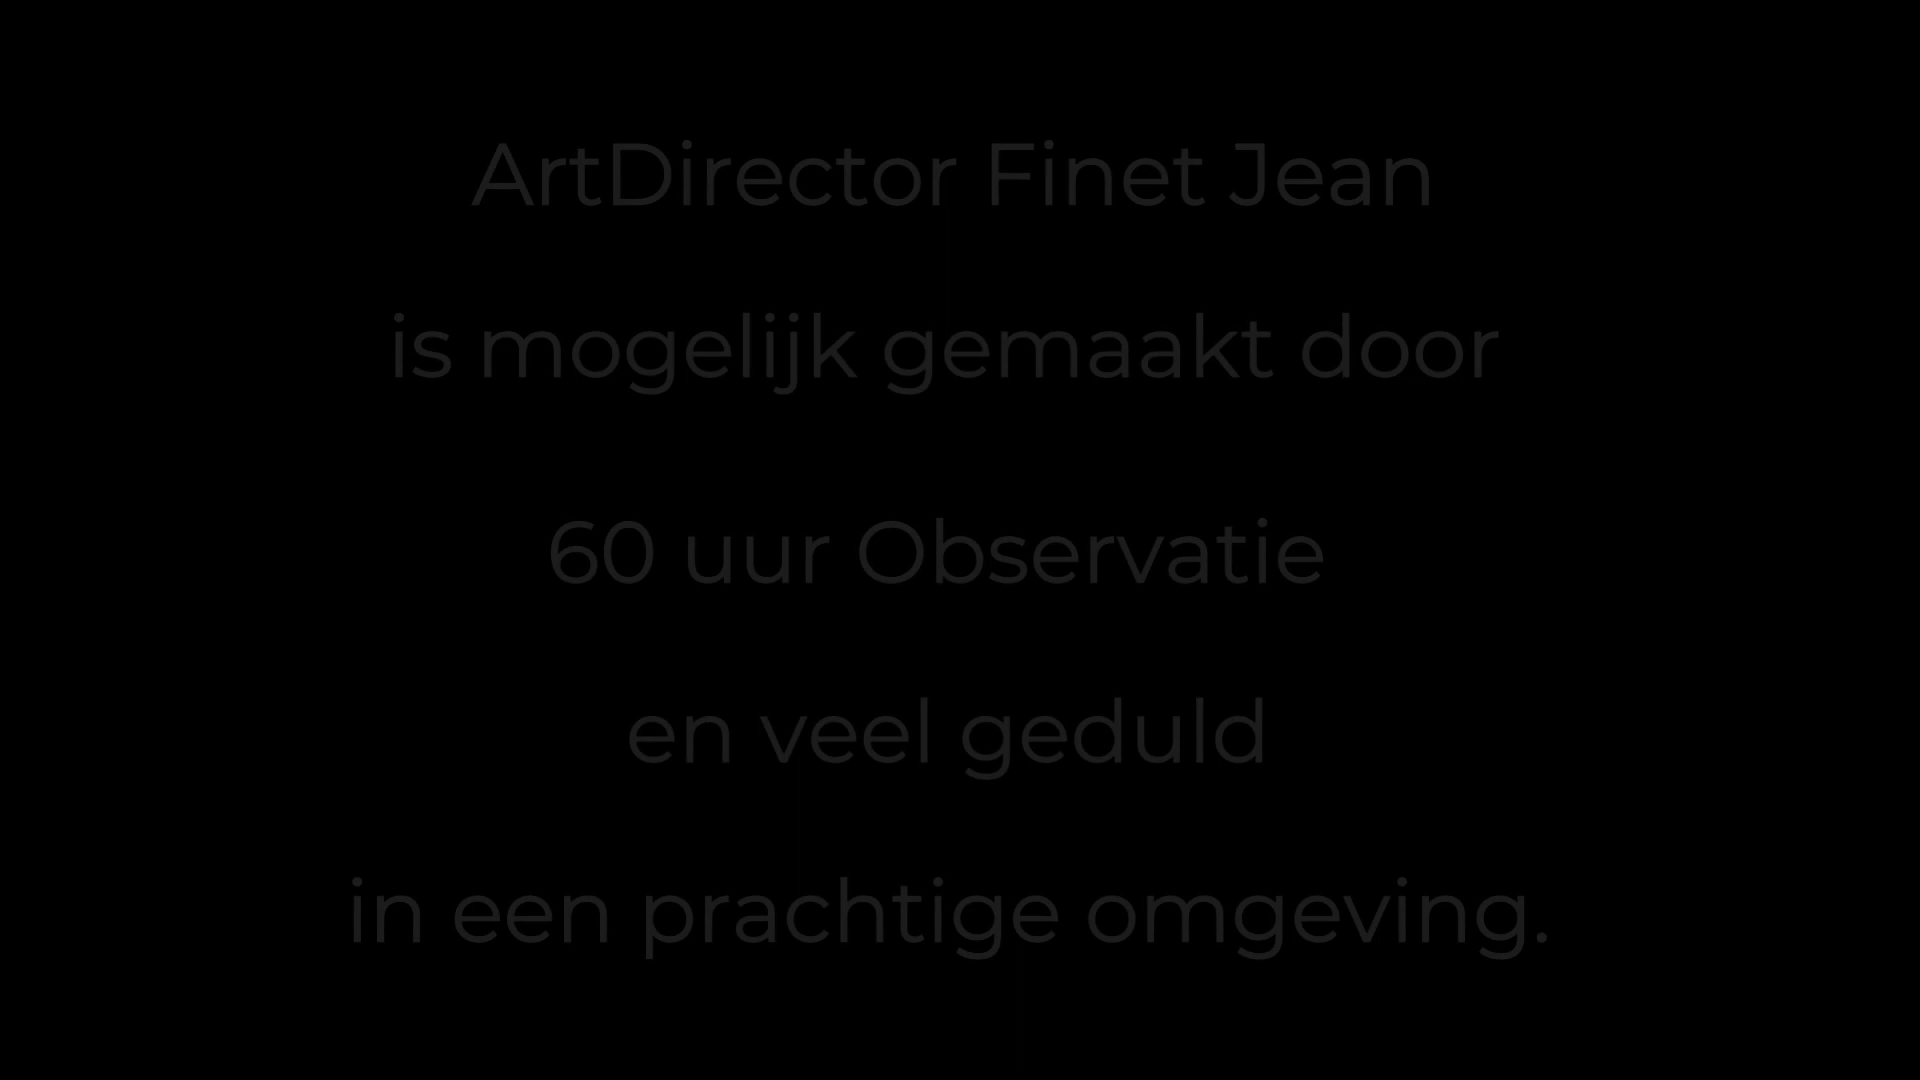 ArtDirector Finet Jean
is mogelijk gemaakt door
60 uur Observatie
en veel geduld
in een prachtige omgeving.